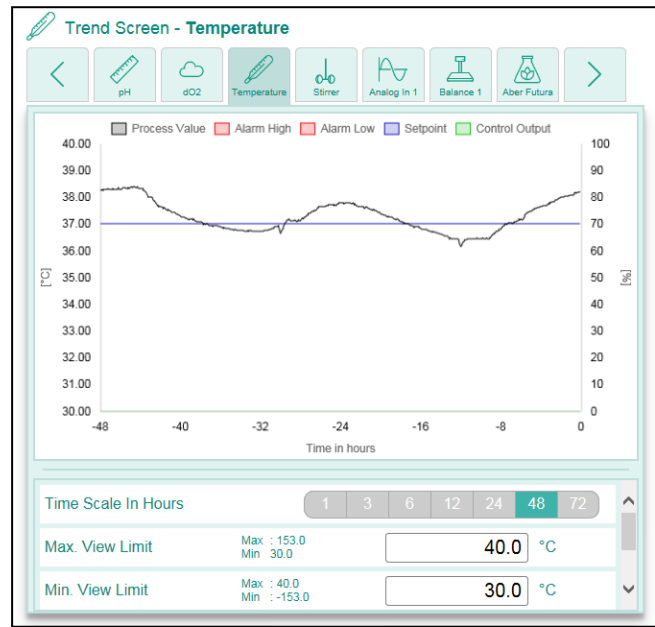 Trend Screen - Temperature
pH dO2 Temperature Stirrer Analog In 1 Balance 1 Aber Futura
Process Value Alarm High Alarm Low Setpoint Control Output
40.00 100
39.00 90
38.00 80
37.00 70
36.00 60
[°C] 35.00 50 [%]
34.00 40
33.00 30
32.00 20
31.00 10
30.00 0
-48 -40 -32 -24 -16 -8 0
Time in hours
Time Scale In Hours 1 3 6 12 24 48 72
Max. View Limit Max : 153.0 40.0 °C
Min 30.0
Min. View Limit Max : 40.0 30.0 °C
Min : -153.0